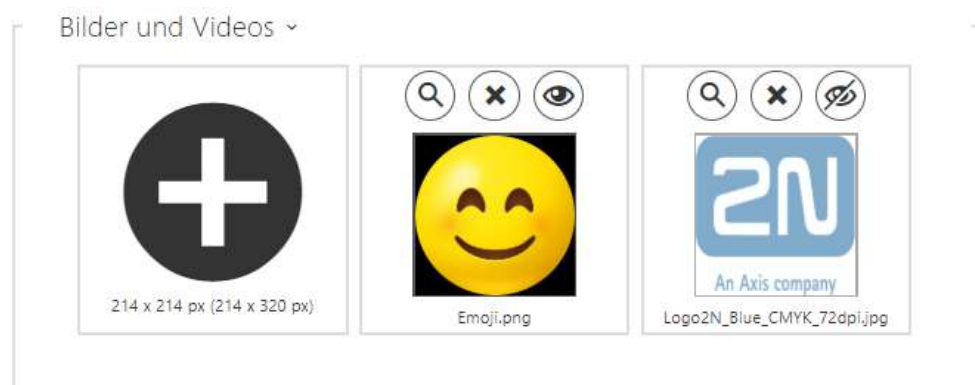 Bilder und Videos
214 x 214 px (214 x 320 px)
Emoji.png
2N
An Axis company
Logo2N_Blue_CMYK_72dpi.jpg